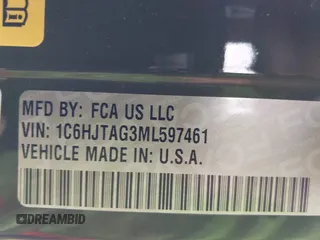 MFD BY: FCA US LLC
VIN: 1C6HJTAG3ML597461
VEHICLE MADE IN: U.S.A.
DREAMBID